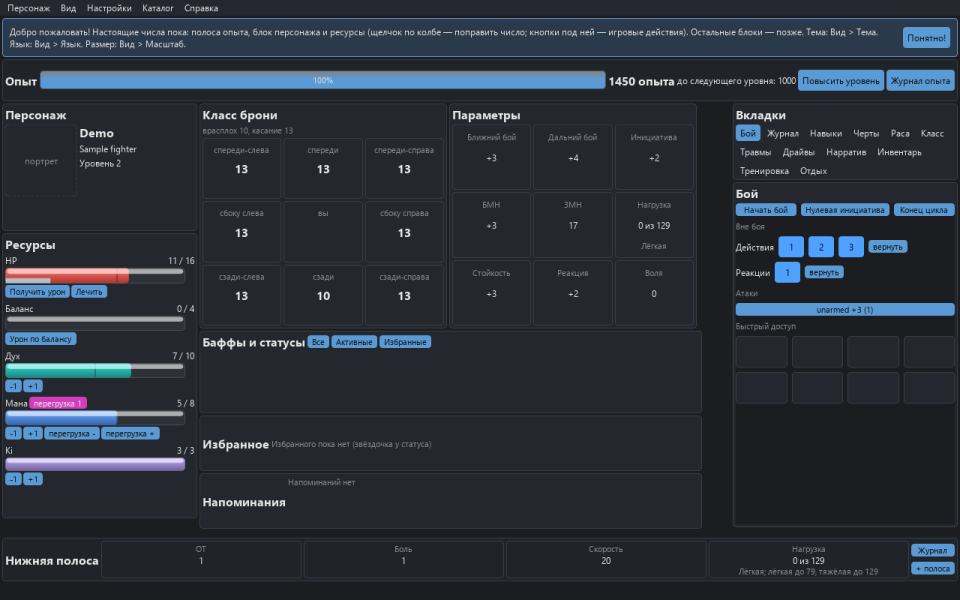 Персонаж Вид Настройки Каталог Справка
Добро пожаловать! Настоящие числа пока: полоса опыта, блок персонажа и ресурсы (щелчок по колбе — поправить число; кнопки под ней — игровые действия). Остальные блоки — позже. Тема: Вид > Тема.
Язык: Вид > Язык. Размер: Вид > Масштаб.
Понятно!
Опыт 100% 1450 опыта до следующего уровня: 1000 Повысить уровень Журнал опыта
Персонаж
портрет
Demo
Sample fighter
Уровень 2
Ресурсы
HP 11 / 16
Получить урон Лечить
Баланс 0 / 4
Урон по балансу
Дух 7 / 10
-1 +1
Мана перегрузка 1 5 / 8
-1 +1 перегрузка - перегрузка +
Ki 3 / 3
-1 +1
Класс брони
врасплох 10, касание 13
спереди-слева спереди спереди-справа
13 13 13
сбоку слева вы сбоку справа
13 13
сзади-слева сзади сзади-справа
13 10 13
Параметры
Ближний бой Дальний бой Инициатива
+3 +4 +2
БМН ЗМН Нагрузка
+3 17 0 из 129
Лёгкая
Стойкость Реакция Воля
+3 +2 0
Баффы и статусы Все Активные Избранные
Избранное Избранного пока нет (звёздочка у статуса)
Напоминаний нет
Напоминания
Вкладки
Бой Журнал Навыки Черты Раса Класс
Травмы Драйвы Нарратив Инвентарь
Тренировка Отдых
Бой
Начать бой Нулевая инициатива Конец цикла
Вне боя
Действия 1 2 3 вернуть
Реакции 1 вернуть
Атаки
unarmed +3 (1)
Быстрый доступ
Нижняя полоса
ОТ
1
Боль
1
Скорость
20
Нагрузка
0 из 129
Лёгкая; лёгкая до 79, тяжёлая до 129
Журнал
+ полоса